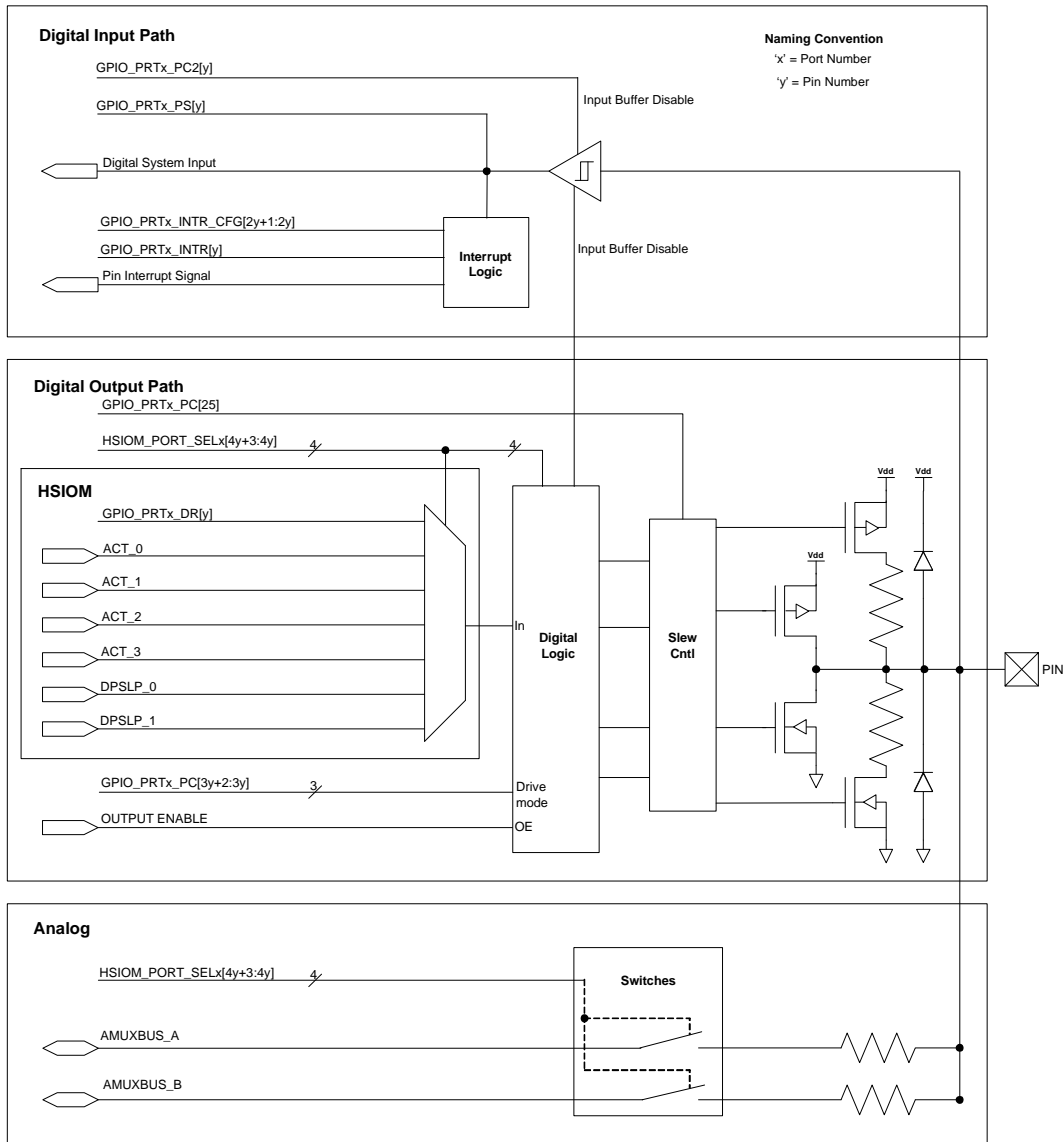 Digital Input Path
Naming Convention
‘x’ = Port Number
‘y’ = Pin Number
GPIO_PRTx_PC2[y]
Input Buffer Disable
GPIO_PRTx_PS[y]
Digital System Input
GPIO_PRTx_INTR_CFG[2y+1:2y]
GPIO_PRTx_INTR[y]
Pin Interrupt Signal
Interrupt
Logic
Input Buffer Disable
Digital Output Path
GPIO_PRTx_PC[25]
HSIOM_PORT_SELx[4y+3:4y]
4
4
HSIOM
GPIO_PRTx_DR[y]
ACT_0
ACT_1
ACT_2
ACT_3
DPSLP_0
DPSLP_1
In
Digital
Logic
Slew
Cntl
Vdd
Vdd
Vdd
PIN
GPIO_PRTx_PC[3y+2:3y]
3
Drive
mode
OUTPUT ENABLE
OE
Analog
HSIOM_PORT_SELx[4y+3:4y]
4
Switches
AMUXBUS_A
AMUXBUS_B